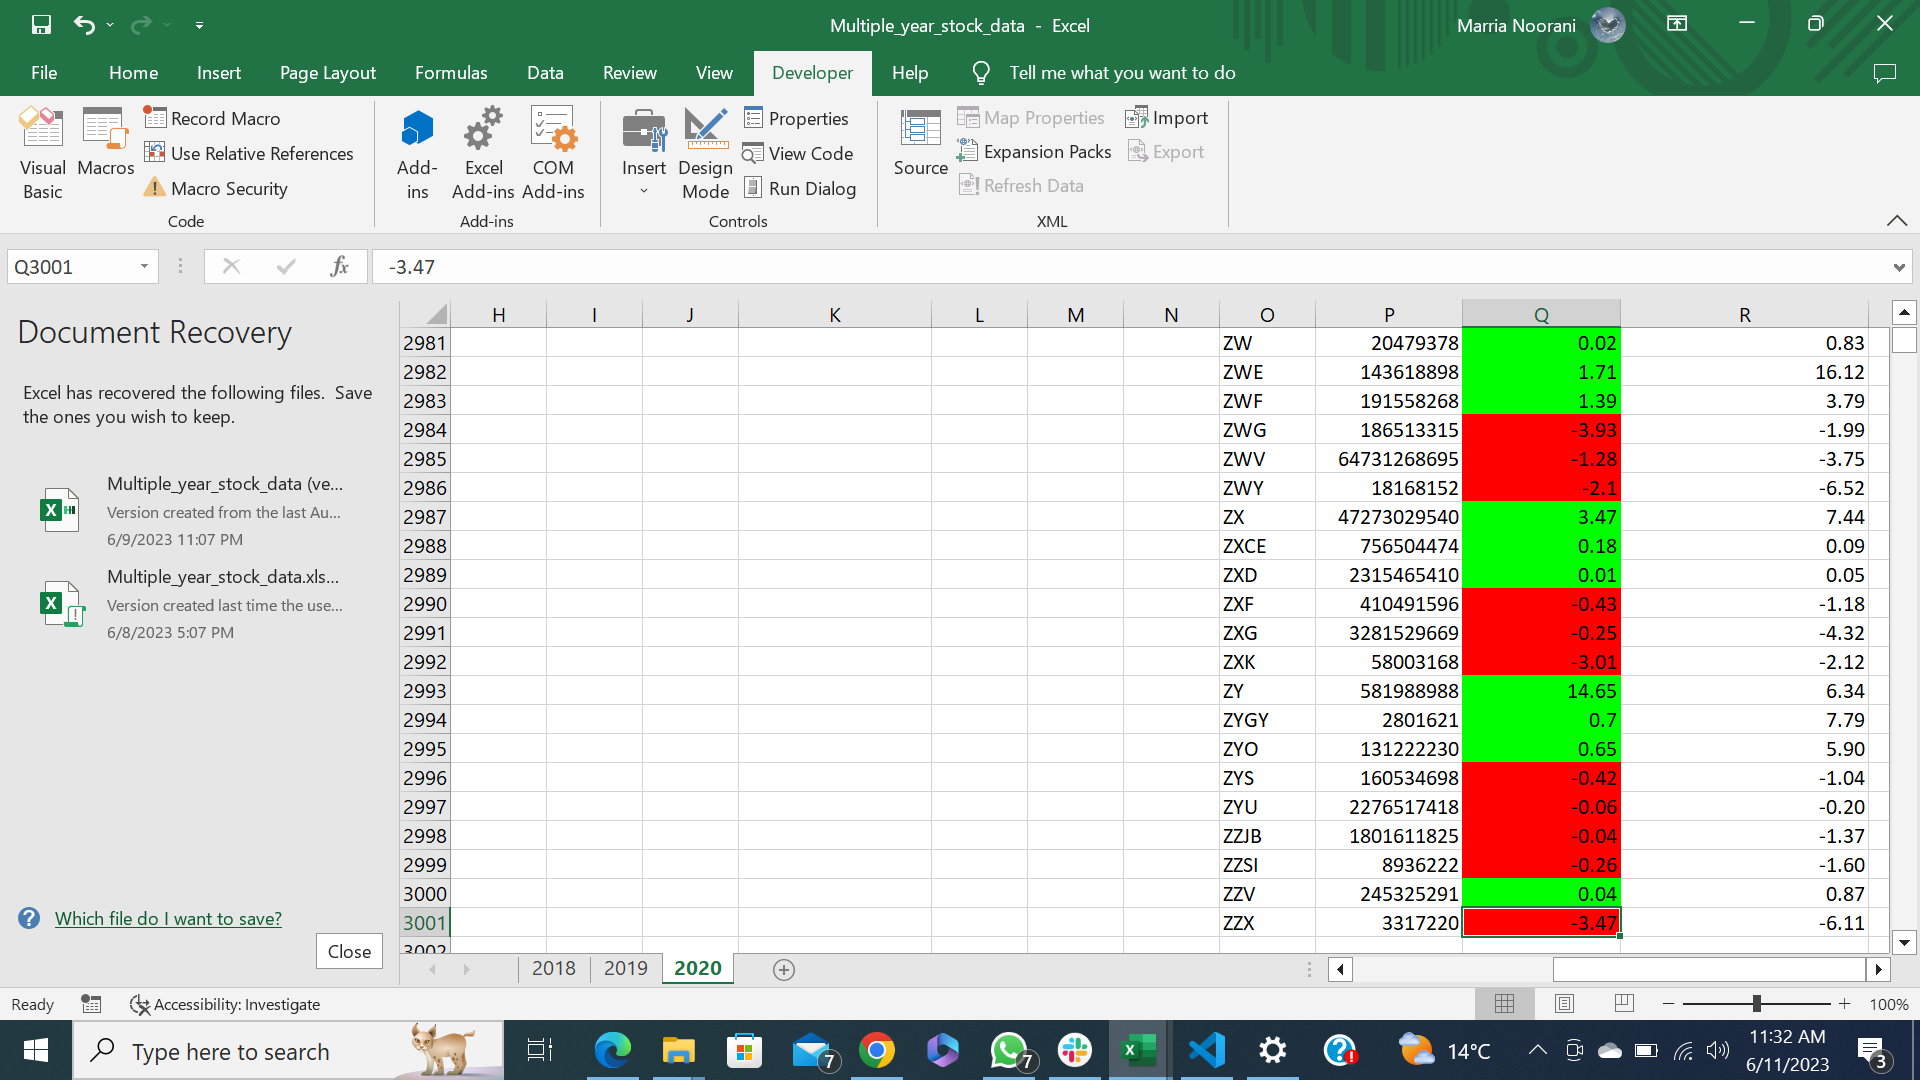 Multiple_year_stock_data - Excel
Marria Noorani
File Home Insert Page Layout Formulas Data Review View Developer Help Tell me what you want to do
Visual Basic
Macros
Record Macro
Use Relative References
Macro Security
Code
Add-ins
Excel Add-ins
COM Add-ins
Add-ins
Insert
Design Mode
Properties
View Code
Run Dialog
Controls
Source
Map Properties
Expansion Packs
Refresh Data
Import
Export
XML
Q3001
fx
-3.47
Document Recovery
Excel has recovered the following files. Save
the ones you wish to keep.
Multiple_year_stock_data (ve...
Version created from the last Au...
6/9/2023 11:07 PM
Multiple_year_stock_data.xls...
Version created last time the use...
6/8/2023 5:07 PM
Which file do I want to save?
Close
H I J K L M N O P Q R
2981 ZW 20479378 0.02 0.83
2982 ZWE 143618898 1.71 16.12
2983 ZWF 191558268 1.39 3.79
2984 ZWG 186513315 -3.93 -1.99
2985 ZWV 64731268695 -1.28 -3.75
2986 ZWY 18168152 -2.1 -6.52
2987 ZX 47273029540 3.47 7.44
2988 ZXCE 756504474 0.18 0.09
2989 ZXD 2315465410 0.01 0.05
2990 ZXF 410491596 -0.43 -1.18
2991 ZXG 3281529669 -0.25 -4.32
2992 ZXK 58003168 -3.01 -2.12
2993 ZY 581988988 14.65 6.34
2994 ZYGY 2801621 0.7 7.79
2995 ZYO 131222230 0.65 5.90
2996 ZYS 160534698 -0.42 -1.04
2997 ZYU 2276517418 -0.06 -0.20
2998 ZZJB 1801611825 -0.04 -1.37
2999 ZZSI 8936222 -0.26 -1.60
3000 ZZV 245325291 0.04 0.87
3001 ZZX 3317220 -3.47 -6.11
3002
2018 2019 2020
Ready
Accessibility: Investigate
100%
Type here to search
7
7
14°C
11:32 AM
6/11/2023
3